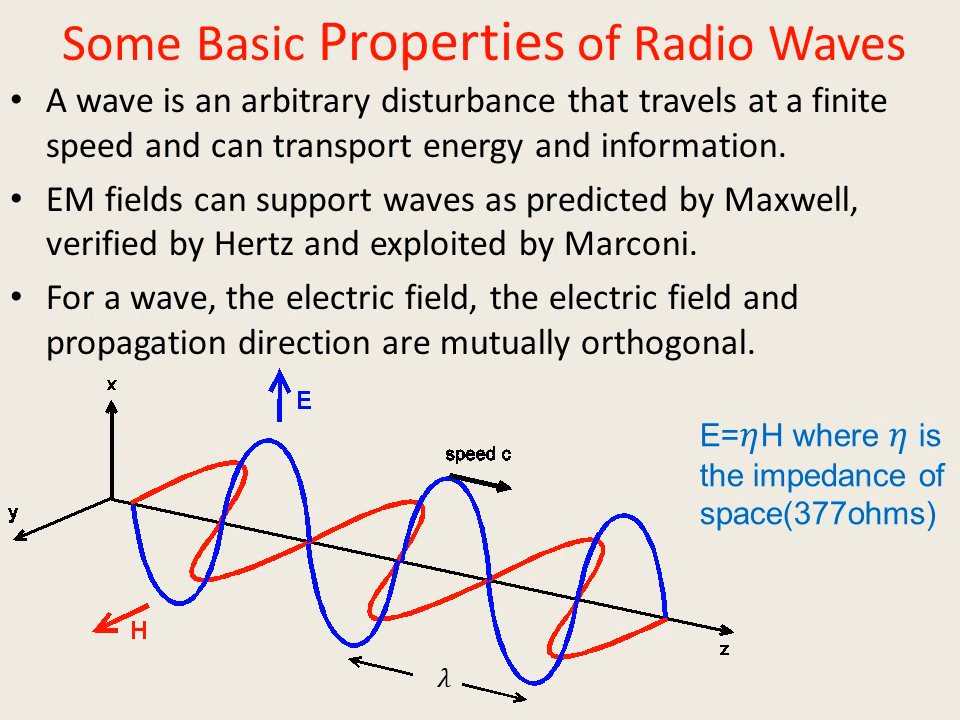 Some Basic Properties of Radio Waves
• A wave is an arbitrary disturbance that travels at a finite
speed and can transport energy and information.
• EM fields can support waves as predicted by Maxwell,
verified by Hertz and exploited by Marconi.
• For a wave, the electric field, the electric field and
propagation direction are mutually orthogonal.
x
E
speed c
E=𝜂H where 𝜂 is
the impedance of
space(377ohms)
y
H
z
λ